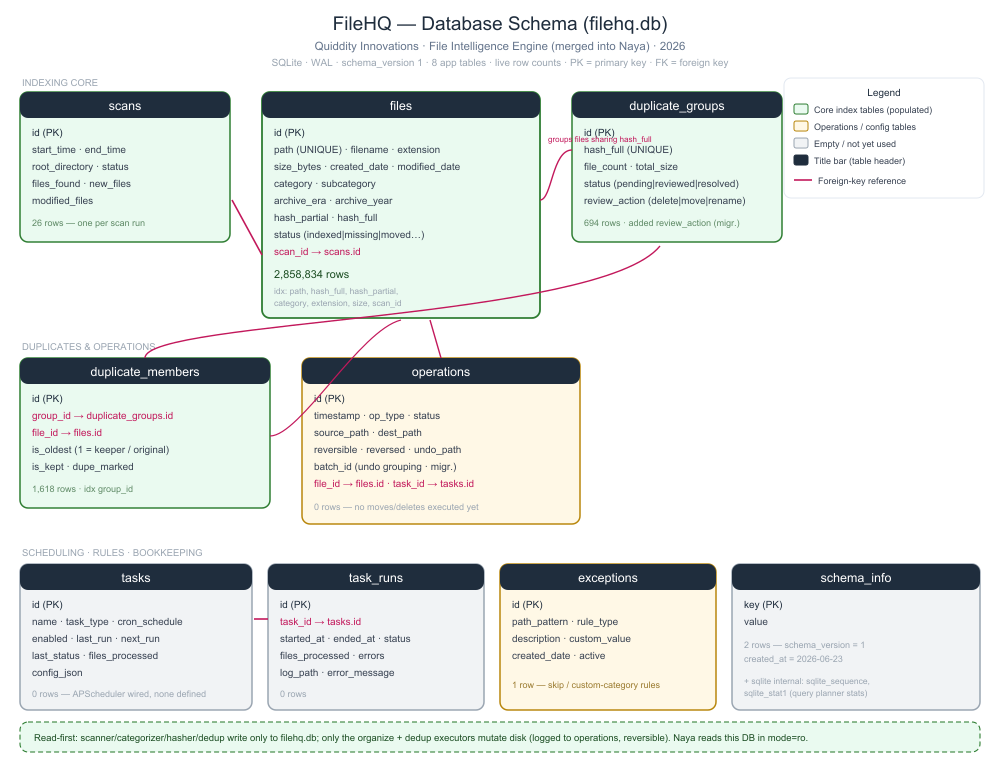 FileHQ — Database Schema (filehq.db)
Quiddity Innovations · File Intelligence Engine (merged into Naya) · 2026
SQLite · WAL · schema_version 1 · 8 app tables · live row counts · PK = primary key · FK = foreign key
INDEXING CORE
scans
id (PK)
start_time · end_time
root_directory · status
files_found · new_files
modified_files
26 rows — one per scan run
files
id (PK)
path (UNIQUE) · filename · extension
size_bytes · created_date · modified_date
category · subcategory
archive_era · archive_year
hash_partial · hash_full
status (indexed|missing|moved…)
scan_id → scans.id
2,858,834 rows
idx: path, hash_full, hash_partial,
category, extension, size, scan_id
groups files sharing hash_full
duplicate_groups
id (PK)
hash_full (UNIQUE)
file_count · total_size
status (pending|reviewed|resolved)
review_action (delete|move|rename)
694 rows · added review_action (migr.)
Legend
Core index tables (populated)
Operations / config tables
Empty / not yet used
Title bar (table header)
Foreign-key reference
DUPLICATES & OPERATIONS
duplicate_members
id (PK)
group_id → duplicate_groups.id
file_id → files.id
is_oldest (1 = keeper / original)
is_kept · dupe_marked
1,618 rows · idx group_id
operations
id (PK)
timestamp · op_type · status
source_path · dest_path
reversible · reversed · undo_path
batch_id (undo grouping · migr.)
file_id → files.id · task_id → tasks.id
0 rows — no moves/deletes executed yet
SCHEDULING · RULES · BOOKKEEPING
tasks
id (PK)
name · task_type · cron_schedule
enabled · last_run · next_run
last_status · files_processed
config_json
0 rows — APScheduler wired, none defined
task_runs
id (PK)
task_id → tasks.id
started_at · ended_at · status
files_processed · errors
log_path · error_message
0 rows
exceptions
id (PK)
path_pattern · rule_type
description · custom_value
created_date · active
1 row — skip / custom-category rules
schema_info
key (PK)
value
2 rows — schema_version = 1
created_at = 2026-06-23
+ sqlite internal: sqlite_sequence,
sqlite_stat1 (query planner stats)
Read-first: scanner/categorizer/hasher/dedup write only to filehq.db; only the organize + dedup executors mutate disk (logged to operations, reversible). Naya reads this DB in mode=ro.